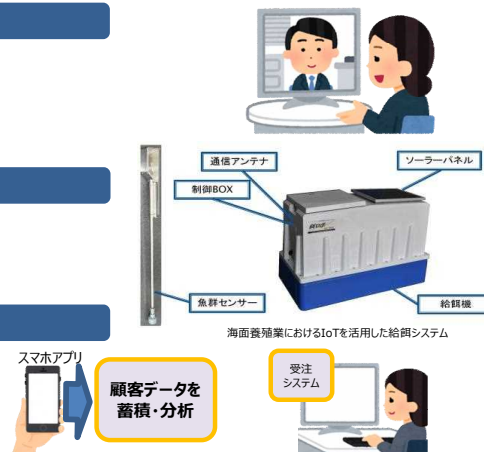 通信アンテナ
ソーラーパネル
制御BOX
魚群センサー
給餌機
海面養殖業におけるIoTを活用した給餌システム
スマホアプリ
顧客データを
蓄積・分析
受注
システム